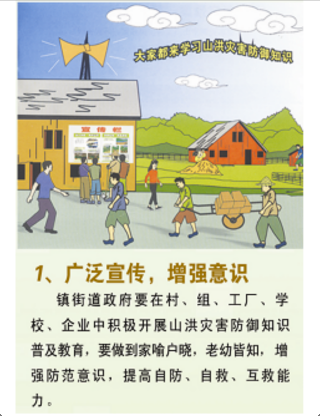 大家都来学习山洪灾害防御知识
宣传栏
1、广泛宣传，增强意识
镇街道政府要在村、组、工厂、学
校、企业中积极开展山洪灾害防御知识
普及教育，要做到家喻户晓，老幼皆知，增
强防范意识，提高自防、自救、互救能
力。